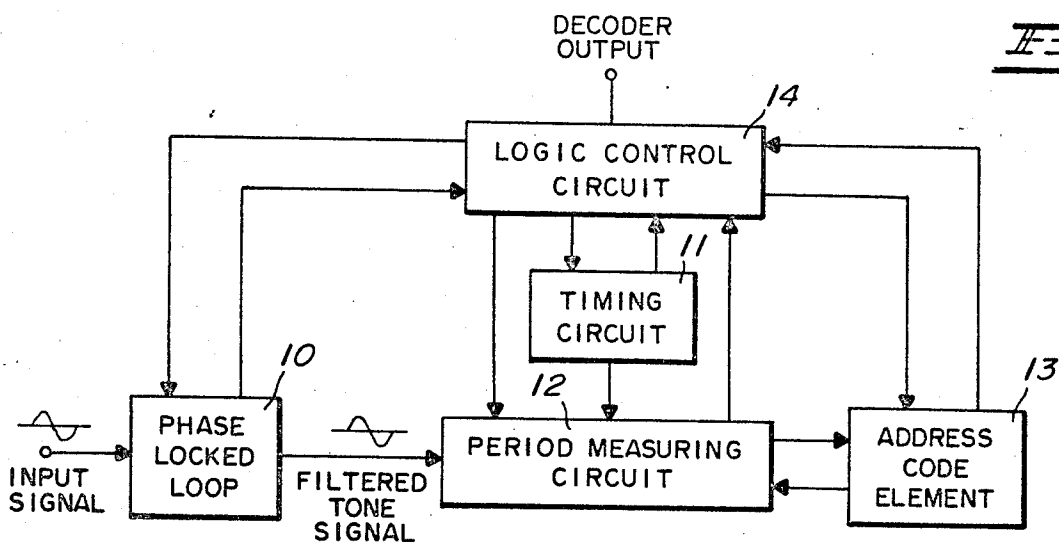 DECODER
OUTPUT
14
LOGIC CONTROL
CIRCUIT
11
TIMING
CIRCUIT
10
12
13
PHASE
LOCKED
LOOP
PERIOD MEASURING
CIRCUIT
ADDRESS
CODE
ELEMENT
INPUT
SIGNAL
FILTERED
TONE
SIGNAL